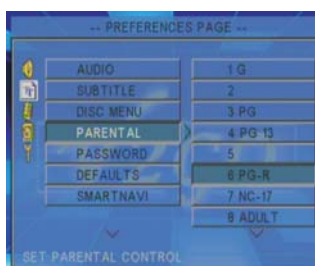 -- PREFERENCES PAGE --
AUDIO
SUBTITLE
DISC MENU
PARENTAL
PASSWORD
DEFAULTS
SMARTNAVI
1 G
2
3 PG
4 PG 13
5
6 PG-R
7 NC-17
8 ADULT
SET PARENTAL CONTROL